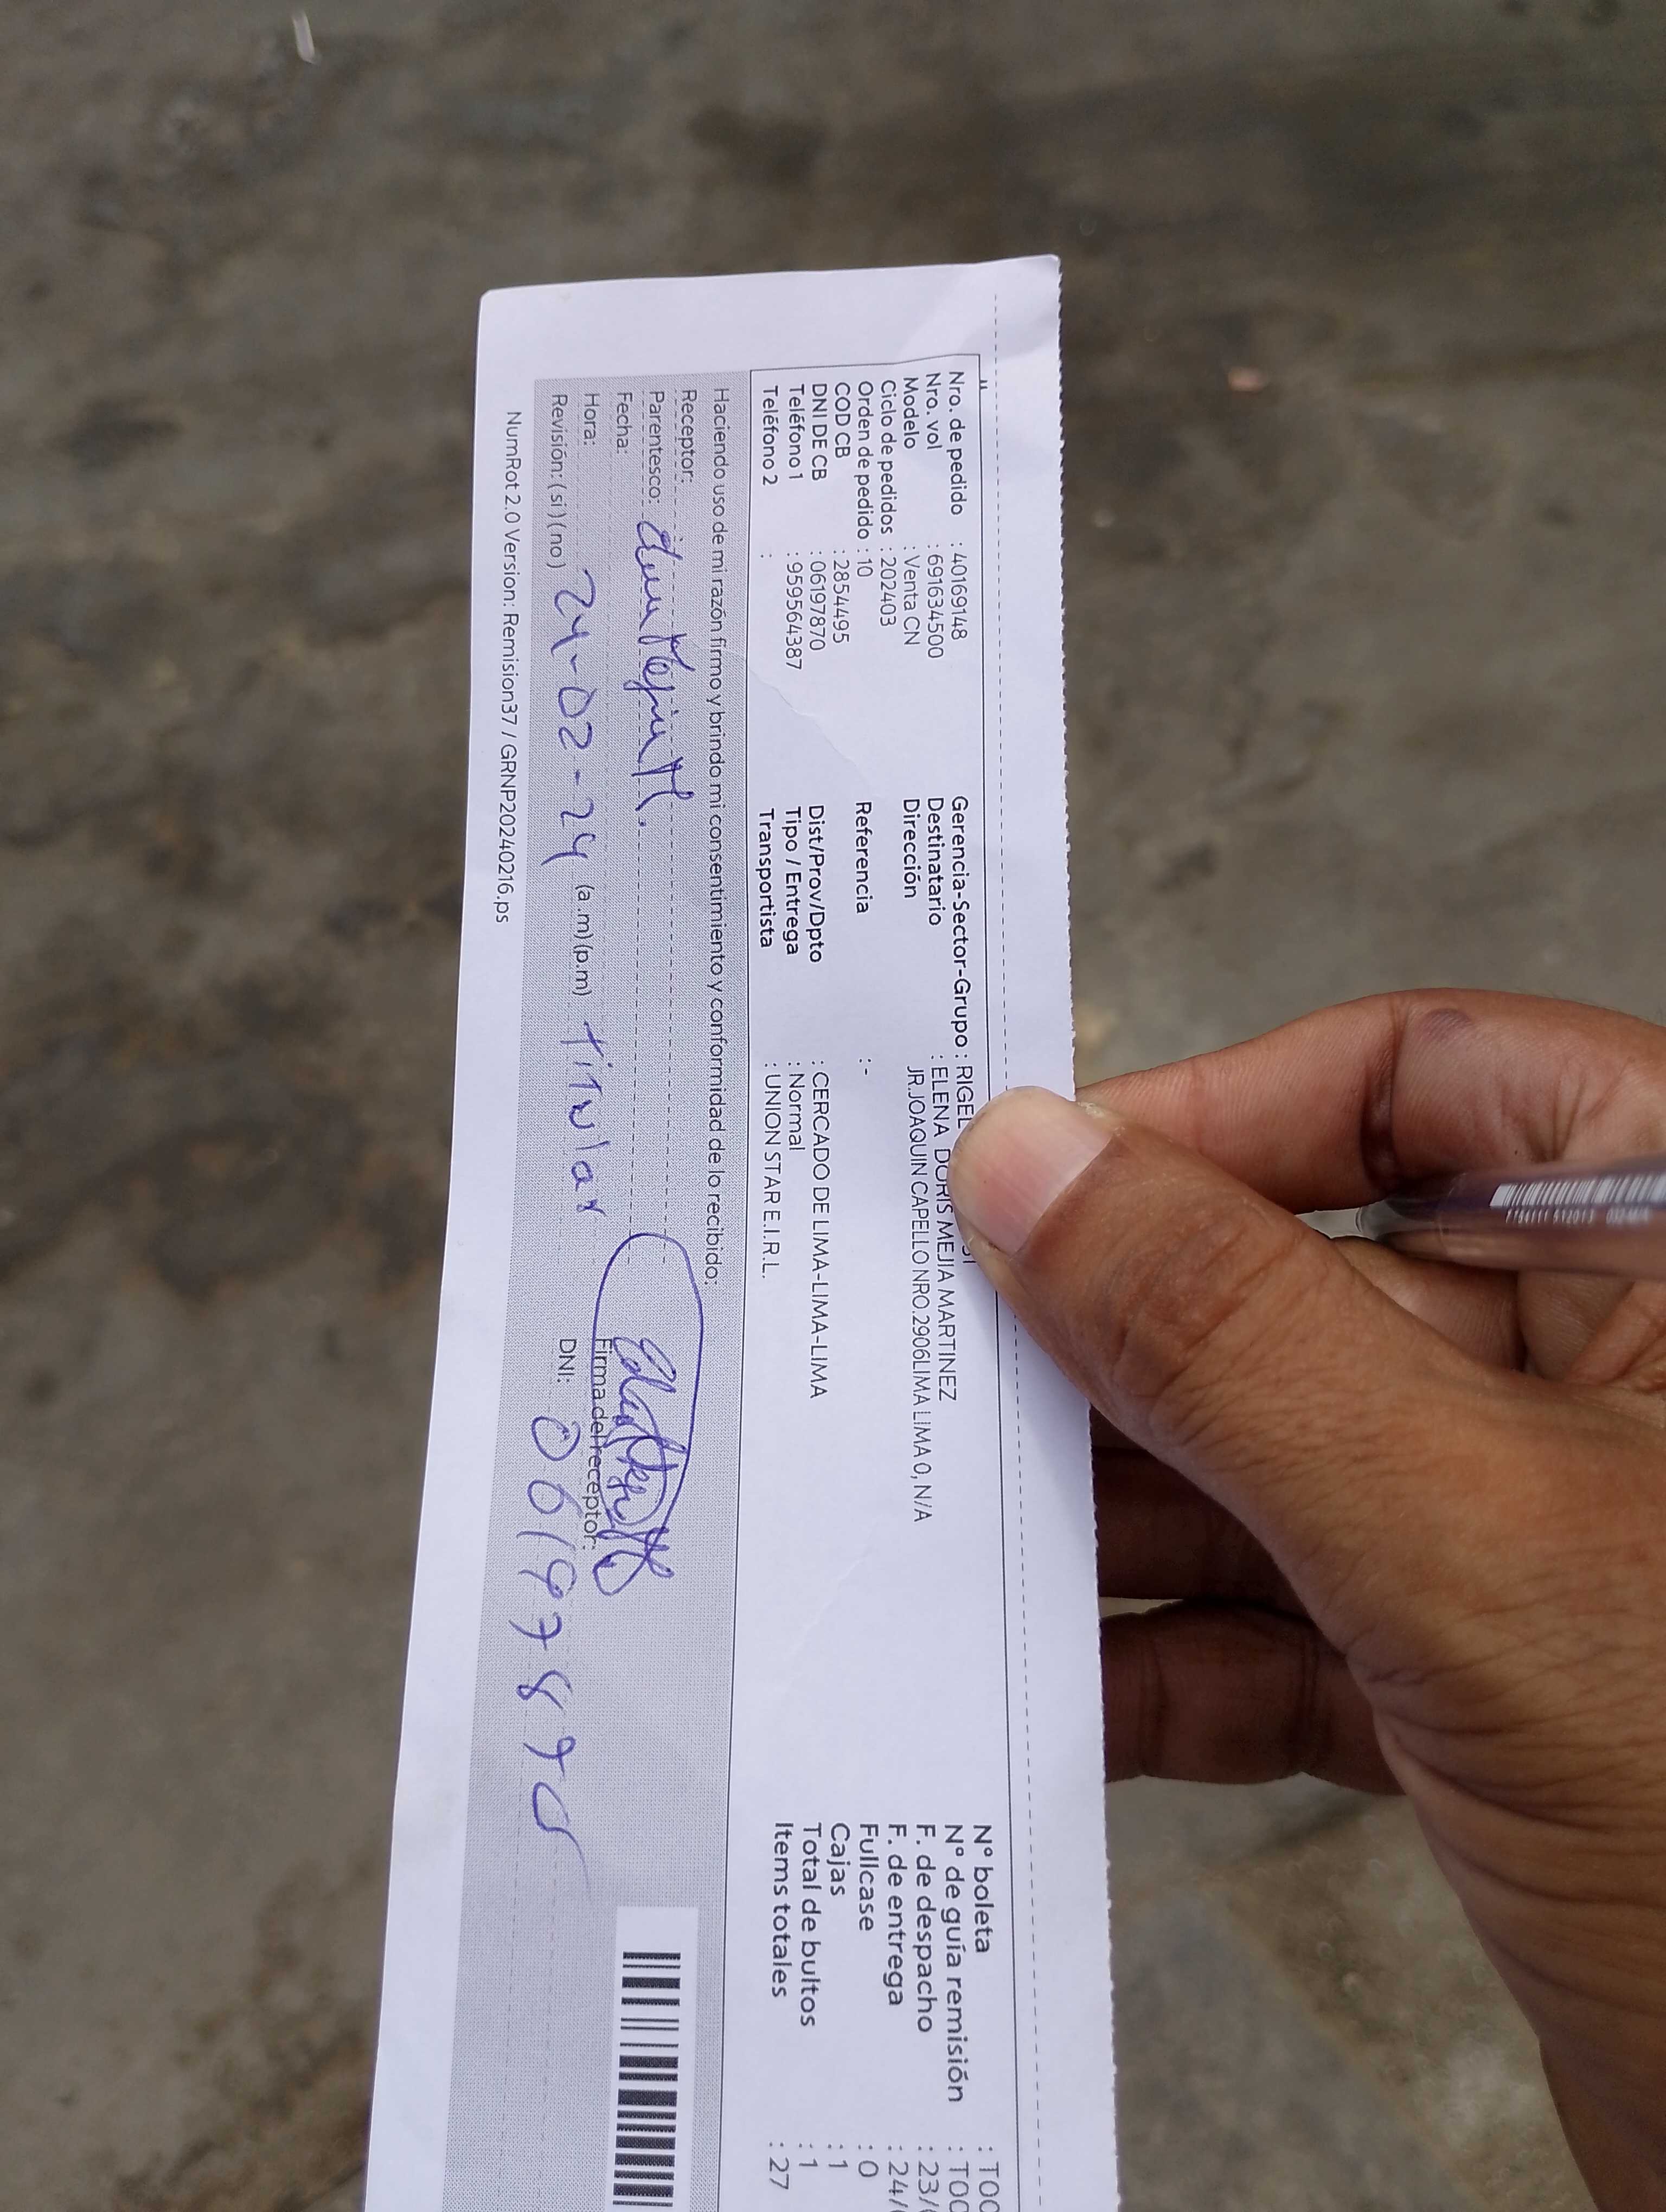 Nro. de pedido : 40169148
Nro. vol : 691634500
Modelo : Venta CN
Ciclo de pedidos : 202403
Orden de pedido : 10
COD CB : 2854495
DNI DE CB : 06197870
Teléfono 1 : 959564387
Teléfono 2 :
Gerencia-Sector-Grupo : RIGEL
Destinatario : ELENA DORIS MEJIA MARTINEZ
Dirección JR.JOAQUIN CAPELLO NRO.2906LIMA LIMA 0, N/A
Referencia : -
Dist/Prov/Dpto : CERCADO DE LIMA-LIMA-LIMA
Tipo / Entrega : Normal
Transportista : UNION STAR E.I.R.L.
N° boleta : T00
N° de guía remisión : T00
F. de despacho : 23/
F. de entrega : 24/
Fullcase : 0
Cajas : 1
Total de bultos : 1
Items totales : 27
Haciendo uso de mi razón firmo y brindo mi consentimiento y conformidad de lo recibido:
Receptor:
Parentesco:
Fecha:
Hora: 24-02-24 (a.m)(p.m) titular
Firma del receptor:
Revisión: (si)(no)
DNI: 06197870
NumRot 2.0 Version: Remision37 / GRNP20240216.ps